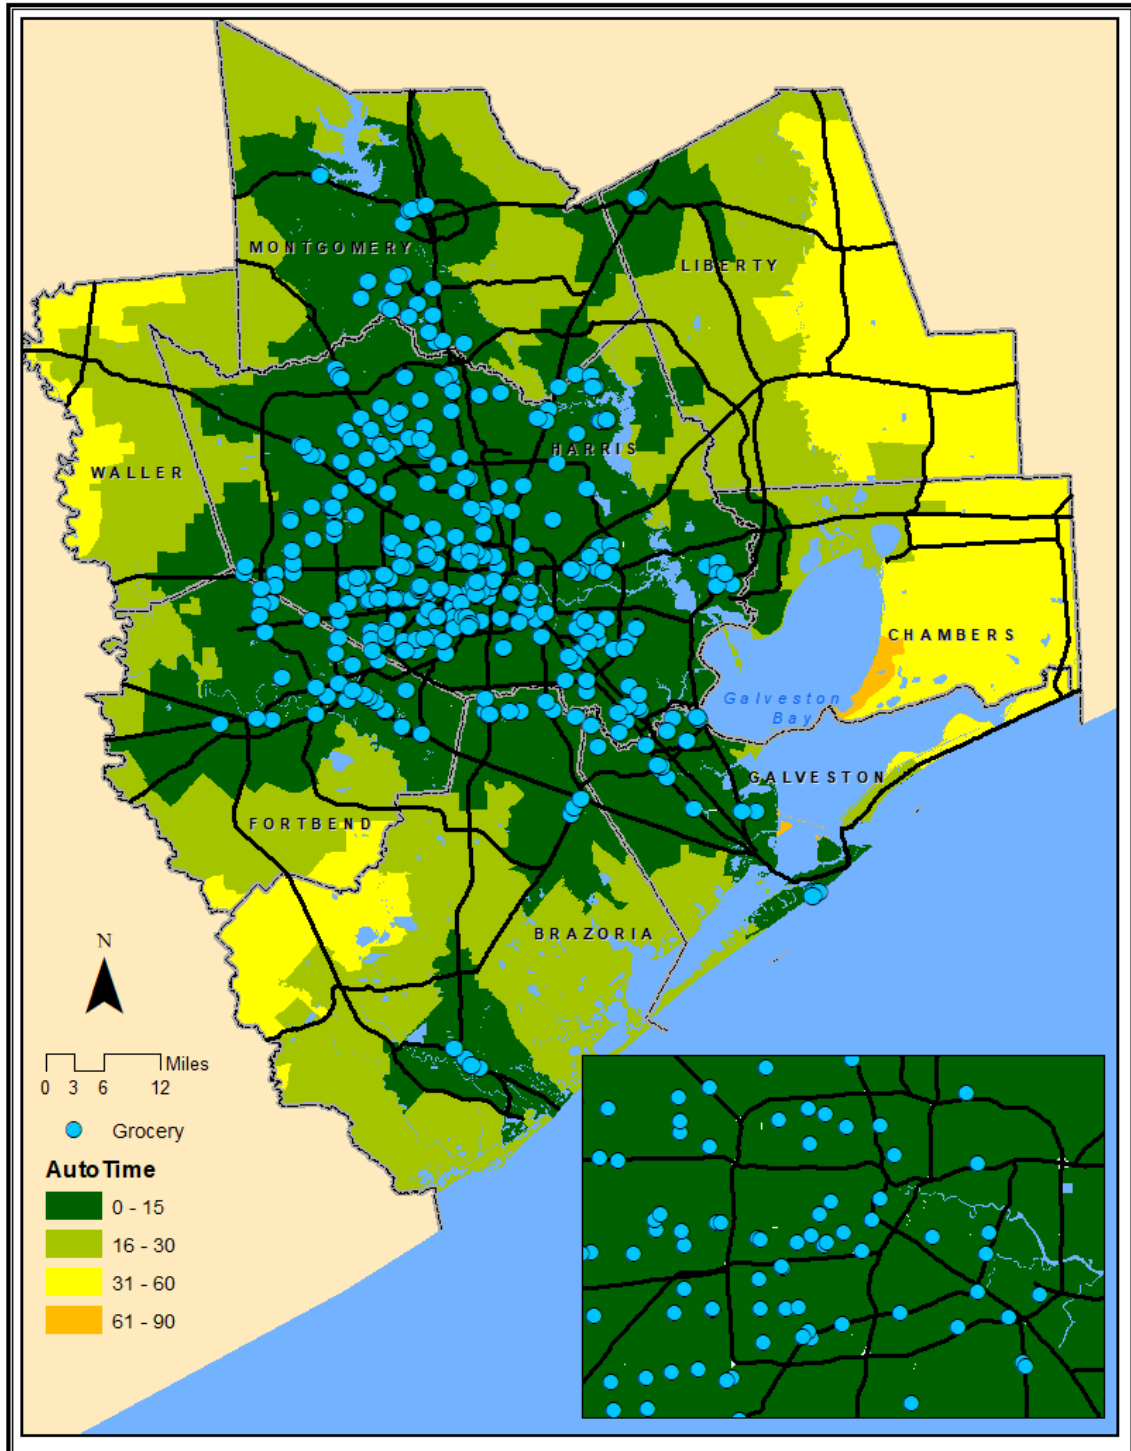 MONTGOMERY
LIBERTY
HARRIS
WALLER
CHAMBERS
Galveston
Bay
GALVESTON
FORTBEND
BRAZORIA
N
Miles
0 3 6 12
Grocery
Auto Time
0 - 15
16 - 30
31 - 60
61 - 90